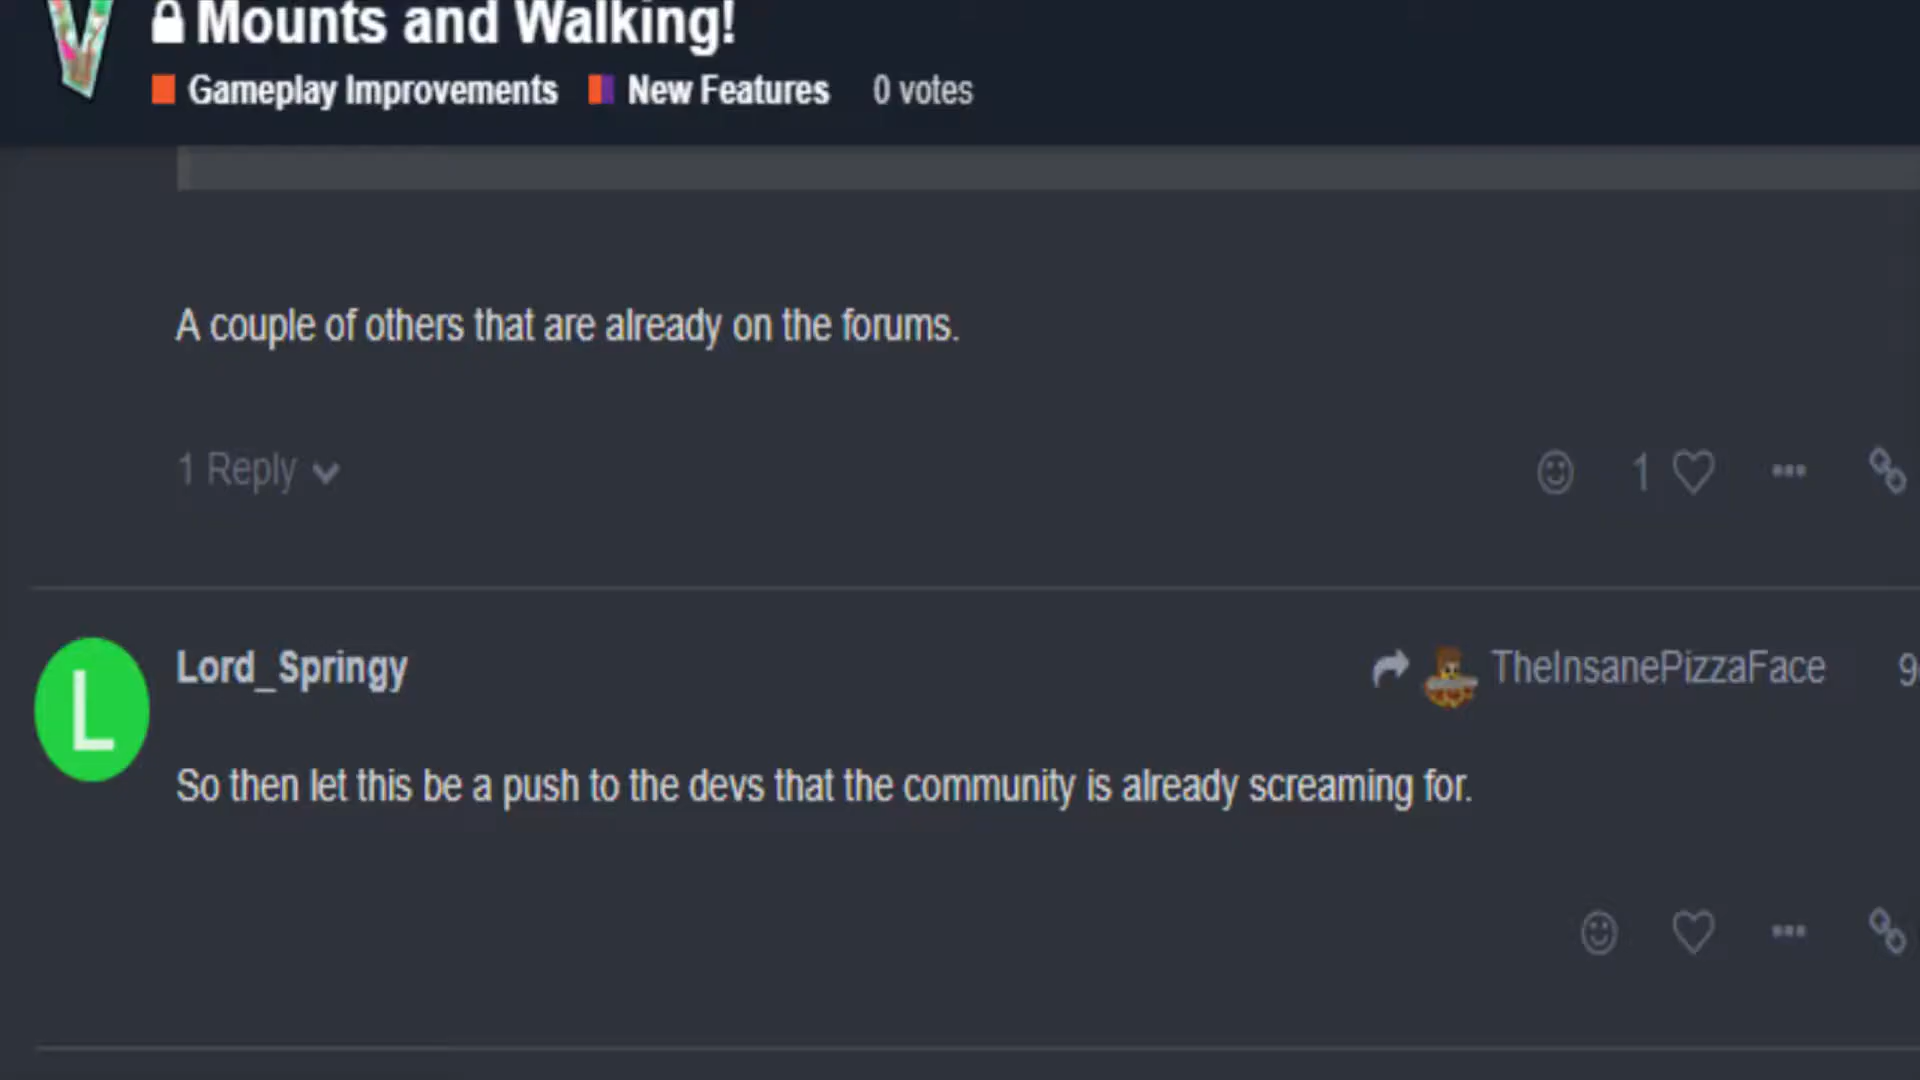 Mounts and Walking!
Gameplay Improvements New Features 0 votes
A couple of others that are already on the forums.
1 Reply 1
L Lord_Springy TheInsanePizzaFace 9
So then let this be a push to the devs that the community is already screaming for.